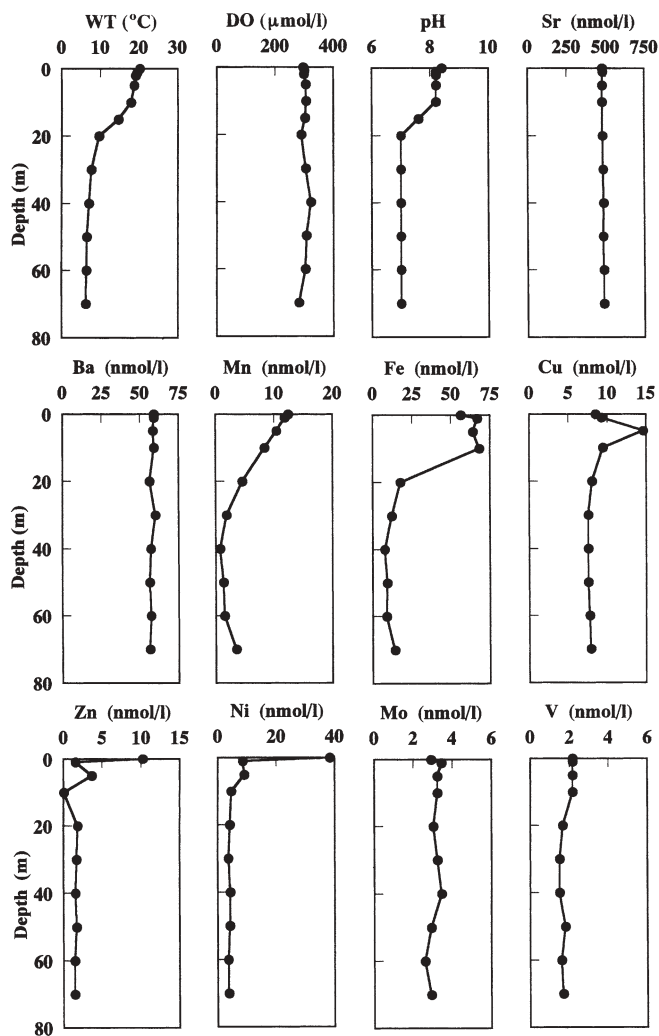 WT (°C) DO (μmol/l) pH Sr (nmol/l)
0 10 20 30 0 200 400 6 8 10 0 250 500 750
0
20
40
60
80
Depth (m)
Ba (nmol/l) Mn (nmol/l) Fe (nmol/l) Cu (nmol/l)
0 25 50 75 0 10 20 0 25 50 75 0 5 10 15
0
20
40
60
80
Depth (m)
Zn (nmol/l) Ni (nmol/l) Mo (nmol/l) V (nmol/l)
0 5 10 15 0 20 40 0 2 4 6 0 2 4 6
0
20
40
60
80
Depth (m)